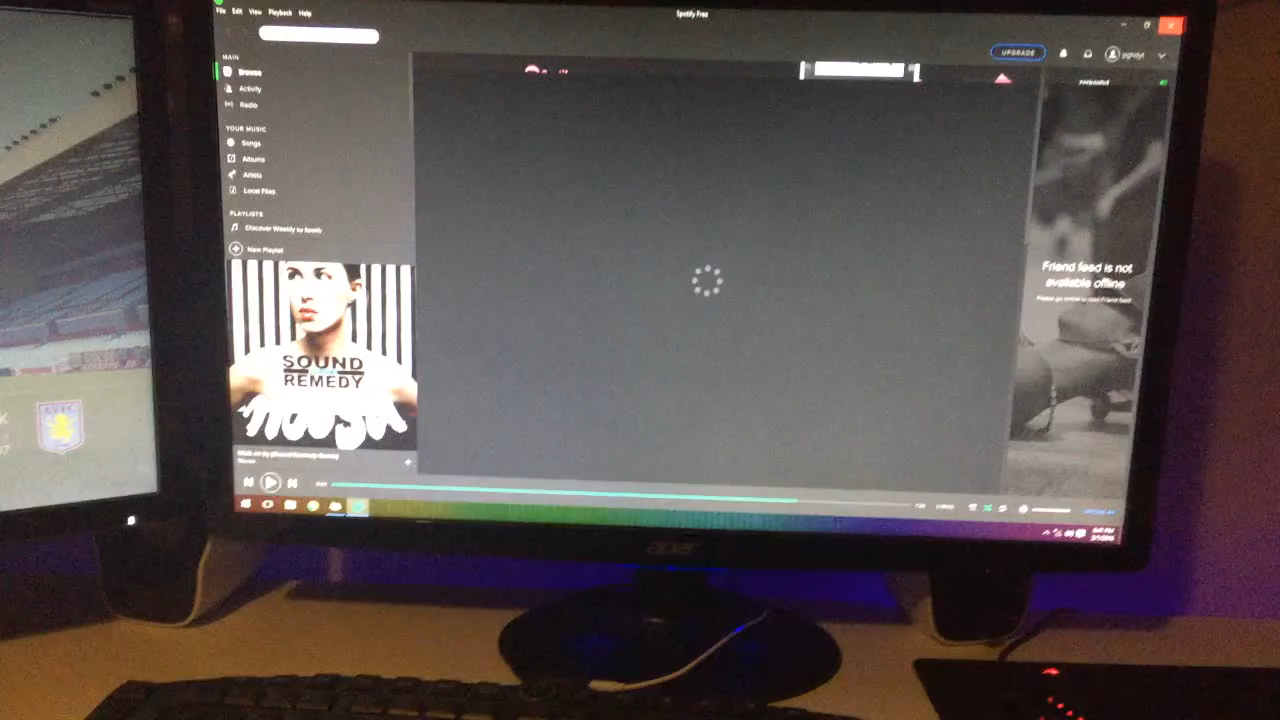 File Edit View Playback Help
Spotify Free
UPGRADE
pghoyt
MAIN
Browse
Activity
Radio
YOUR MUSIC
Songs
Albums
Artists
Local Files
PLAYLISTS
Discover Weekly by Spotify
New Playlist
Friend feed is not
available offline
SOUND
REMEDY
acer